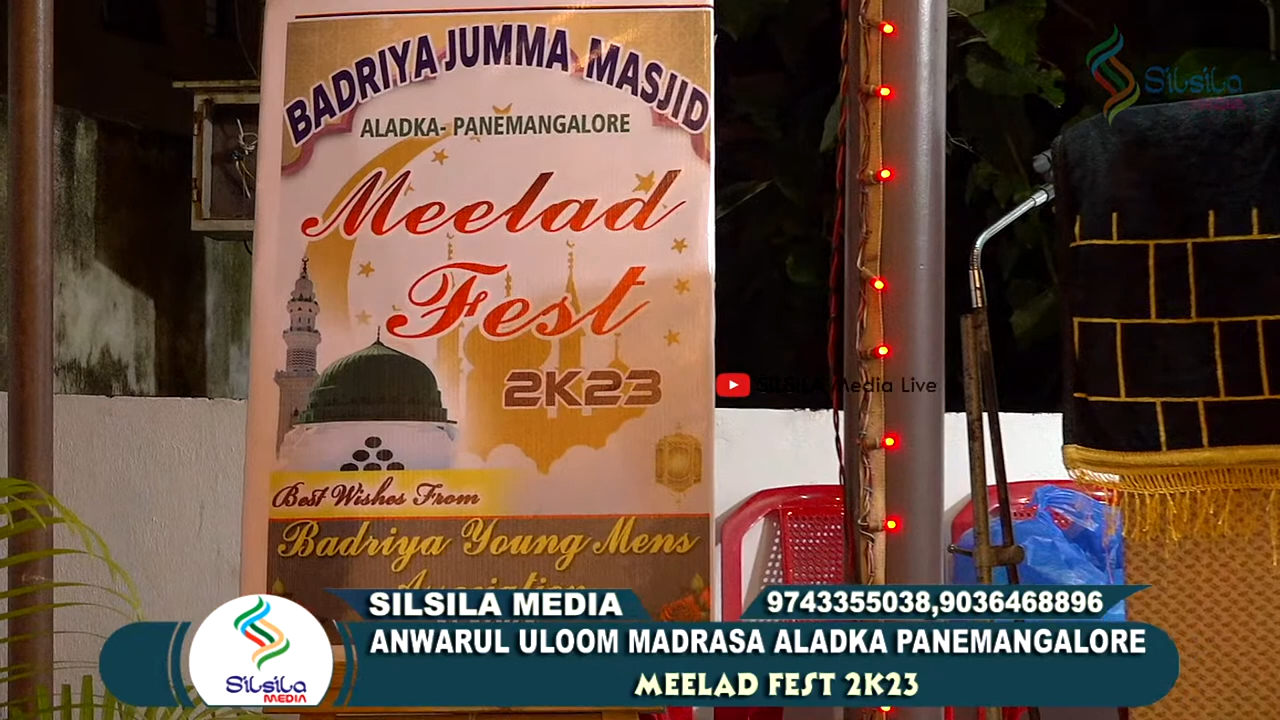 BADRIYA JUMMA MASJID
ALADKA- PANEMANGALORE
Meelad
Fest
2K23
Best Wishes From
Badriya Young Mens
Silsila
MEDIA
SILSILA Media Live
SILSILA MEDIA
9743355038,9036468896
ANWARUL ULOOM MADRASA ALADKA PANEMANGALORE
MEELAD FEST 2K23
Silsila
MEDIA